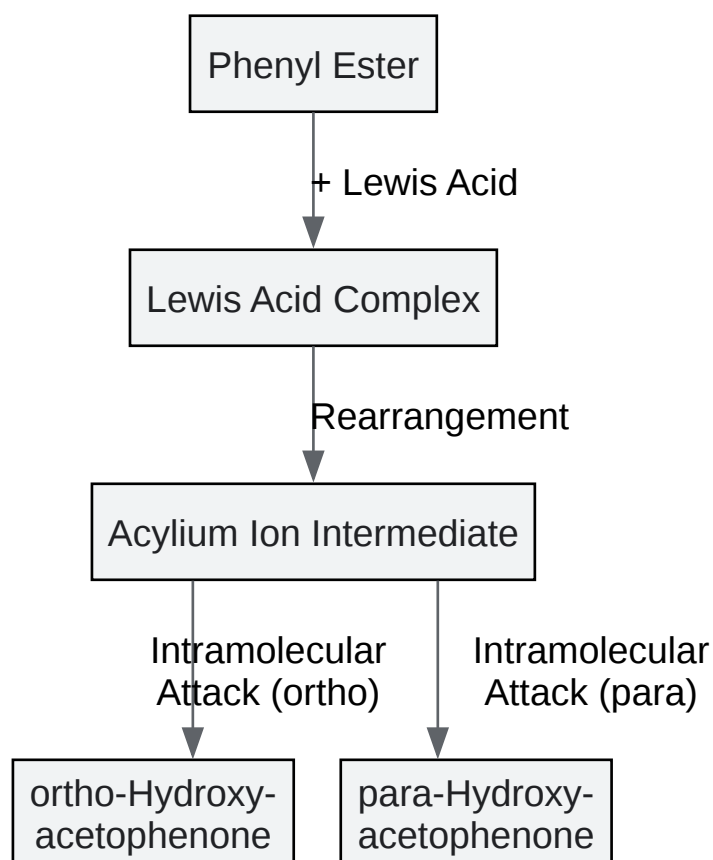 Phenyl Ester
+ Lewis Acid
Lewis Acid Complex
Rearrangement
Acylium Ion Intermediate
Intramolecular
Attack (ortho)
Intramolecular
Attack (para)
ortho-Hydroxy-
acetophenone
para-Hydroxy-
acetophenone